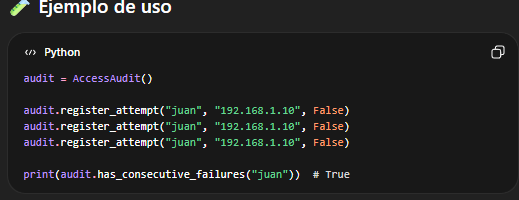 Ejemplo de uso
Python
audit = AccessAudit()
audit.register_attempt("juan", "192.168.1.10", False)
audit.register_attempt("juan", "192.168.1.10", False)
audit.register_attempt("juan", "192.168.1.10", False)
print(audit.has_consecutive_failures("juan"))  # True